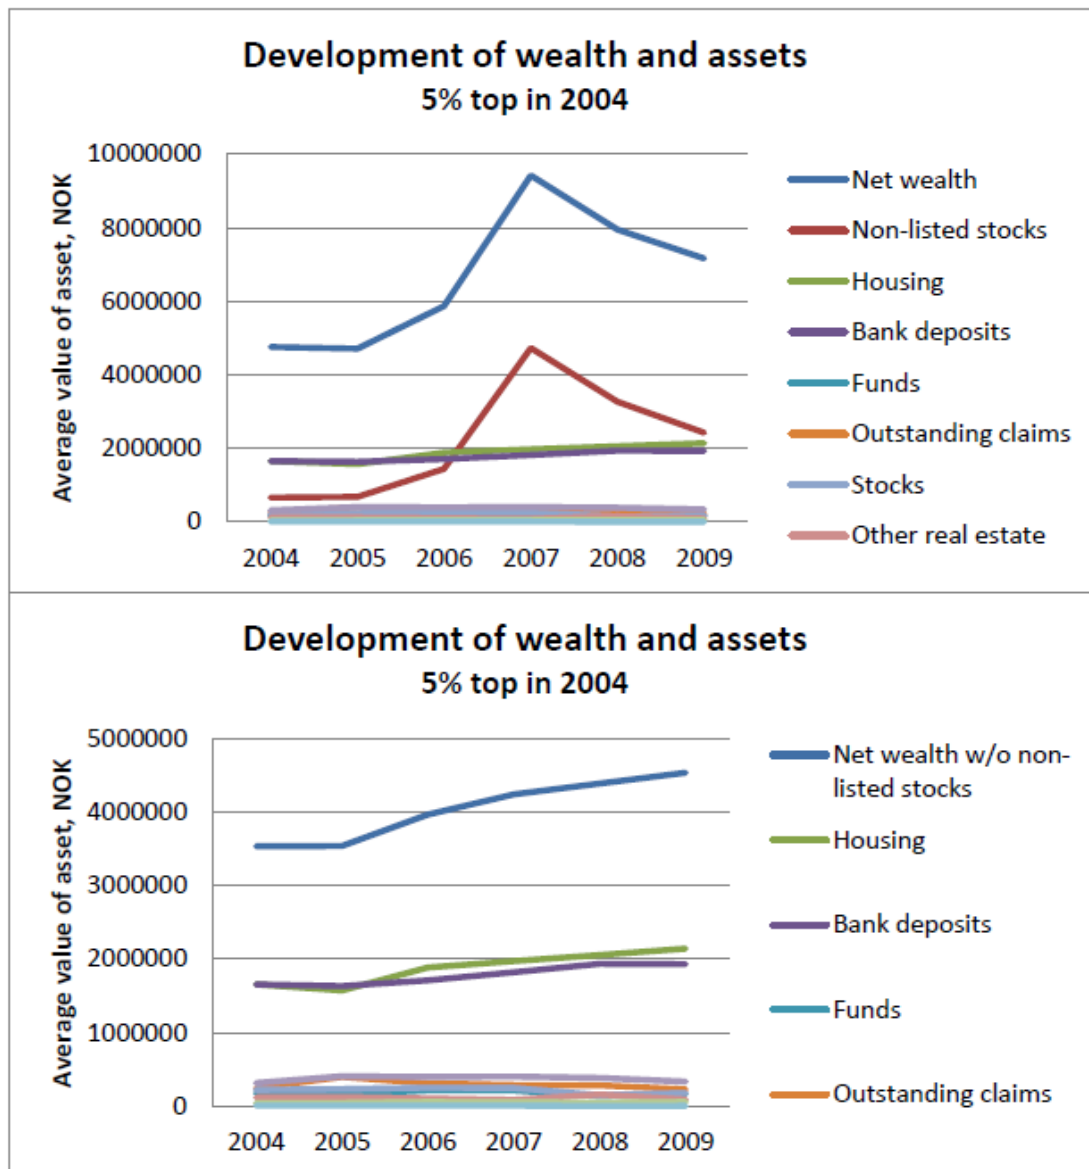 Development of wealth and assets
5% top in 2004
Average value of asset, NOK
10000000
8000000
6000000
4000000
2000000
0
2004 2005 2006 2007 2008 2009
Net wealth
Non-listed stocks
Housing
Bank deposits
Funds
Outstanding claims
Stocks
Other real estate
Development of wealth and assets
5% top in 2004
Average value of asset, NOK
5000000
4000000
3000000
2000000
1000000
0
2004 2005 2006 2007 2008 2009
Net wealth w/o non-
listed stocks
Housing
Bank deposits
Funds
Outstanding claims